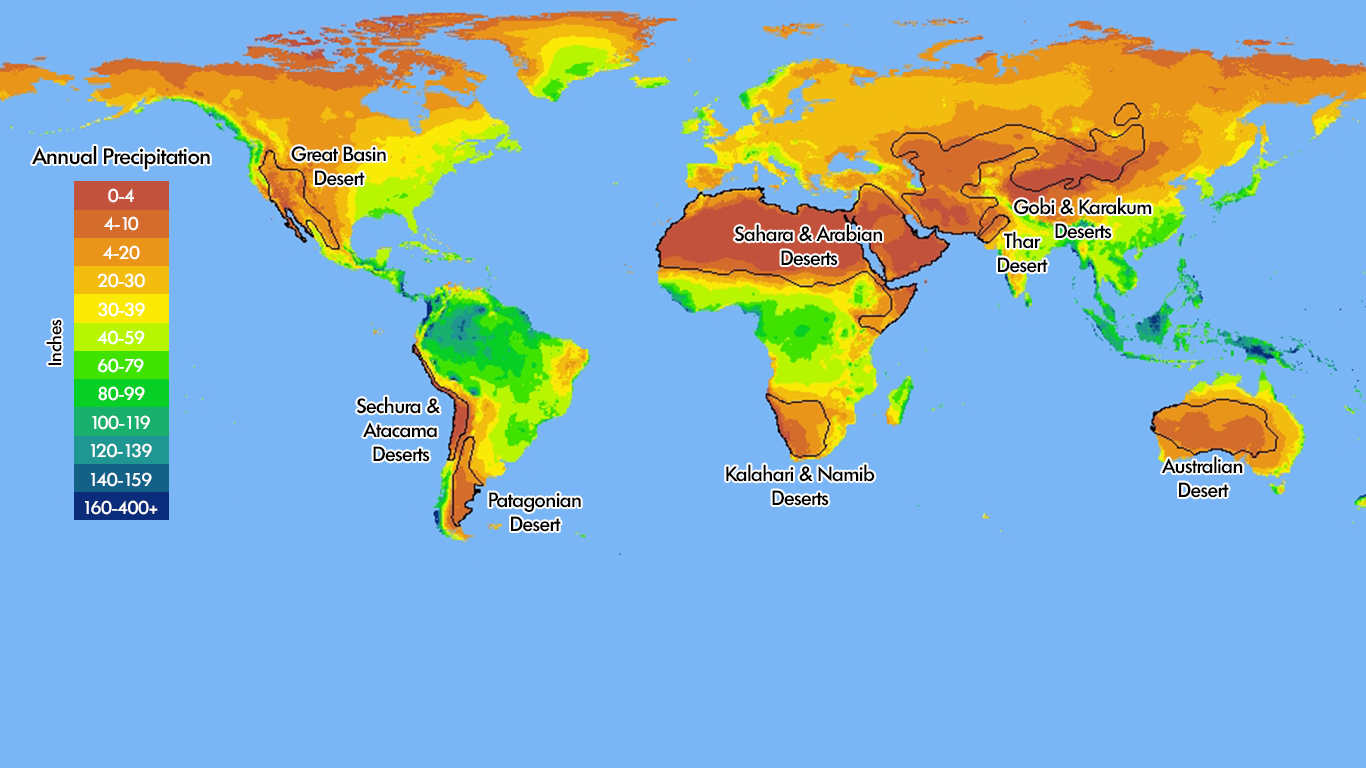 Annual Precipitation
0-4
4-10
4-20
20-30
30-39
40-59
60-79
80-99
100-119
120-139
140-159
160-400+
Inches
Great Basin
Desert
Sahara & Arabian
Deserts
Gobi & Karakum
Deserts
Thar
Desert
Sechura &
Atacama
Deserts
Patagonian
Desert
Kalahari & Namib
Deserts
Australian
Desert